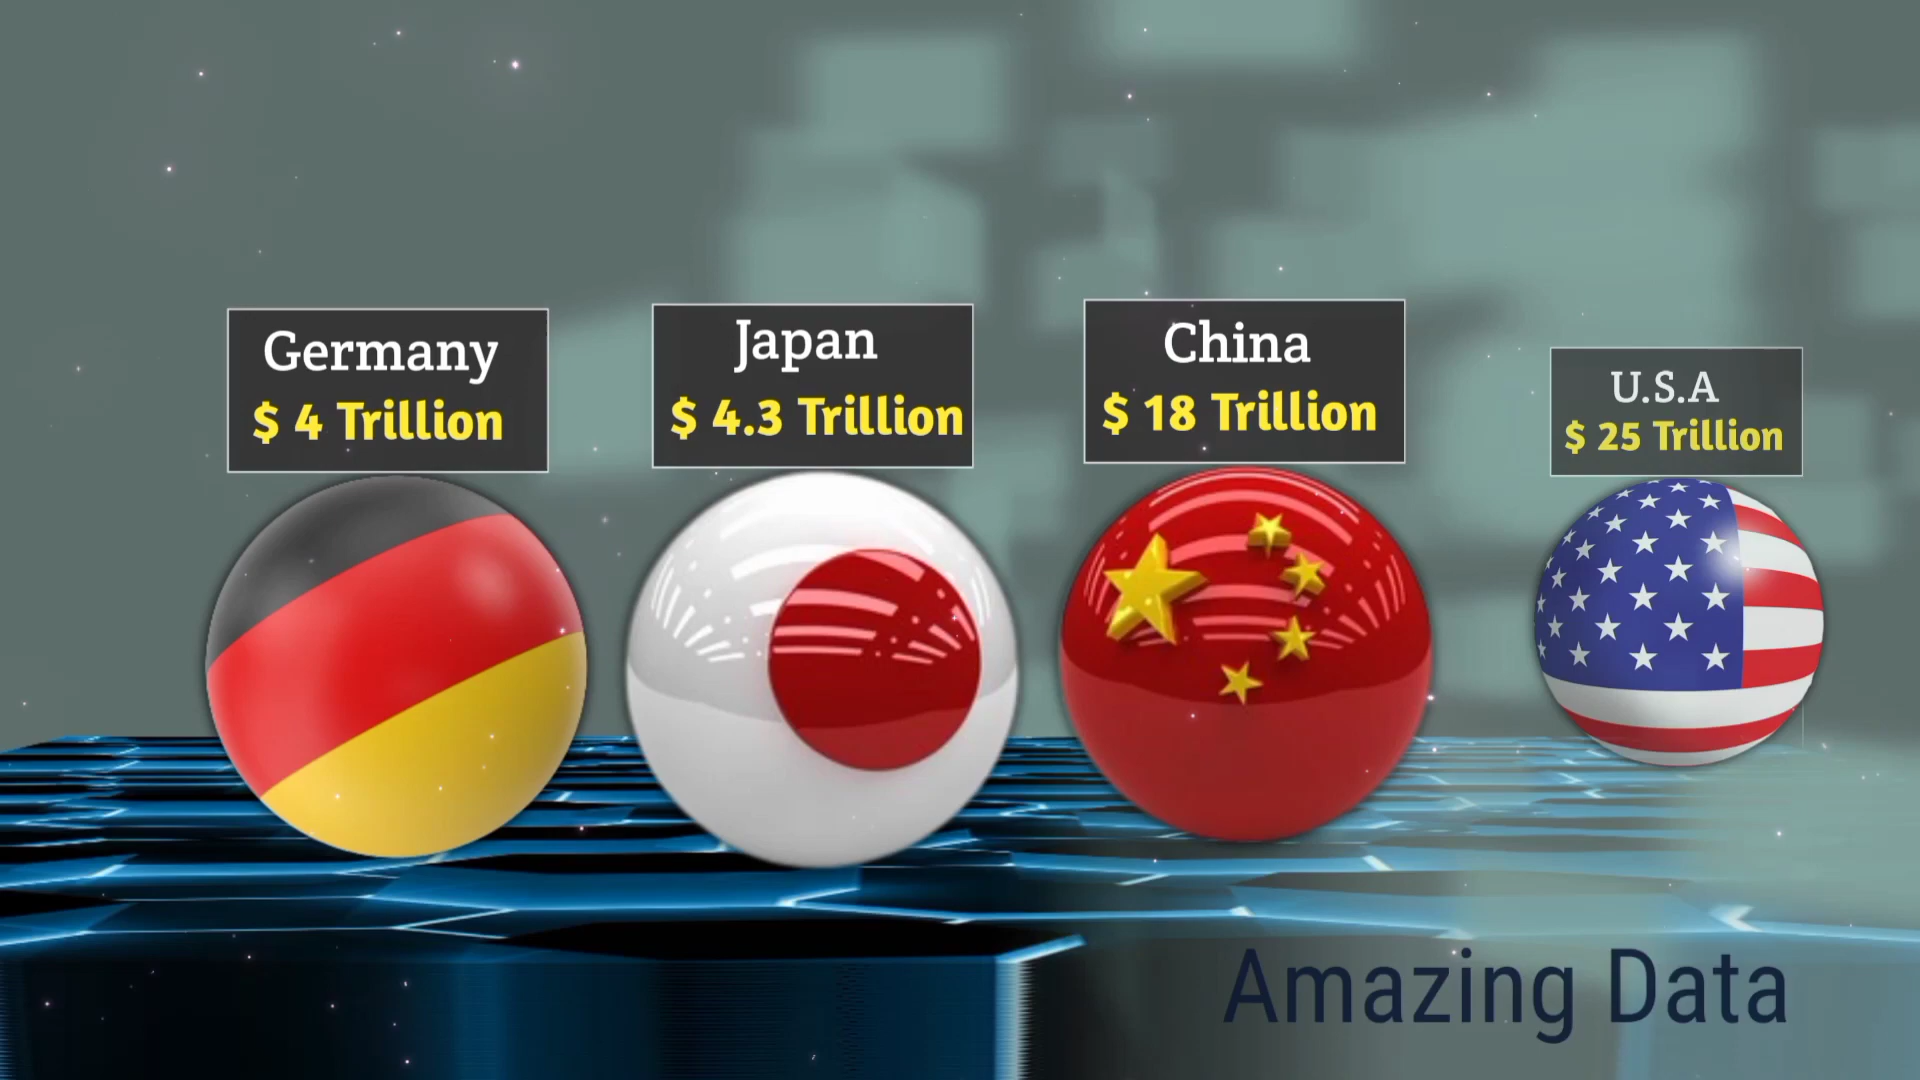 Germany
$ 4 Trillion
Japan
$ 4.3 Trillion
China
$ 18 Trillion
U.S.A
$ 25 Trillion
Amazing Data